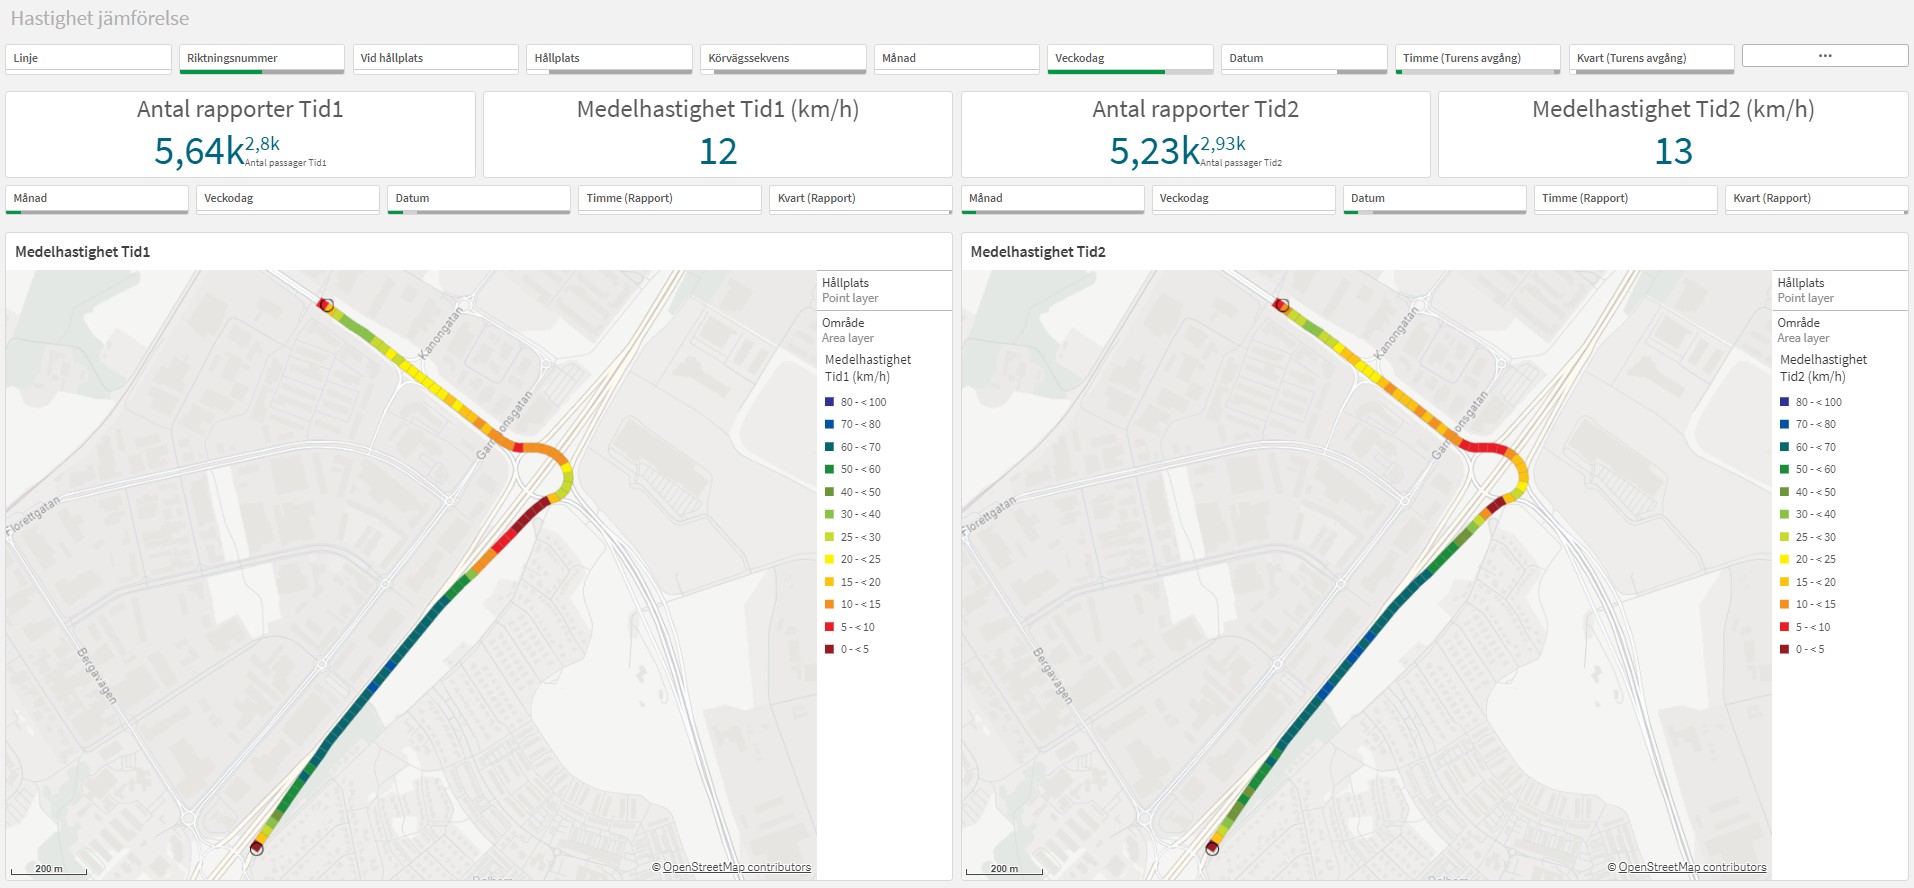 Hastighet jämförelse
Linje
Riktningsnummer
Vid hållplats
Hållplats
Körvägssekvens
Månad
Veckodag
Datum
Timme (Turens avgång)
Kvart (Turens avgång)
...
Antal rapporter Tid1
5,64k 2,8k
Antal passager Tid1
Medelhastighet Tid1 (km/h)
12
Antal rapporter Tid2
5,23k 2,93k
Antal passager Tid2
Medelhastighet Tid2 (km/h)
13
Månad
Veckodag
Datum
Timme (Rapport)
Kvart (Rapport)
Månad
Veckodag
Datum
Timme (Rapport)
Kvart (Rapport)
Medelhastighet Tid1
Kanongatan
Florettgatan
Bergavägen
200 m
© OpenStreetMap contributors
Hållplats
Point layer
Område
Area layer
Medelhastighet
Tid1 (km/h)
80 - < 100
70 - < 80
60 - < 70
50 - < 60
40 - < 50
30 - < 40
25 - < 30
20 - < 25
15 - < 20
10 - < 15
5 - < 10
0 - < 5
Medelhastighet Tid2
Kanongatan
Florettgatan
Bergavägen
200 m
© OpenStreetMap contributors
Hållplats
Point layer
Område
Area layer
Medelhastighet
Tid2 (km/h)
80 - < 100
70 - < 80
60 - < 70
50 - < 60
40 - < 50
30 - < 40
25 - < 30
20 - < 25
15 - < 20
10 - < 15
5 - < 10
0 - < 5